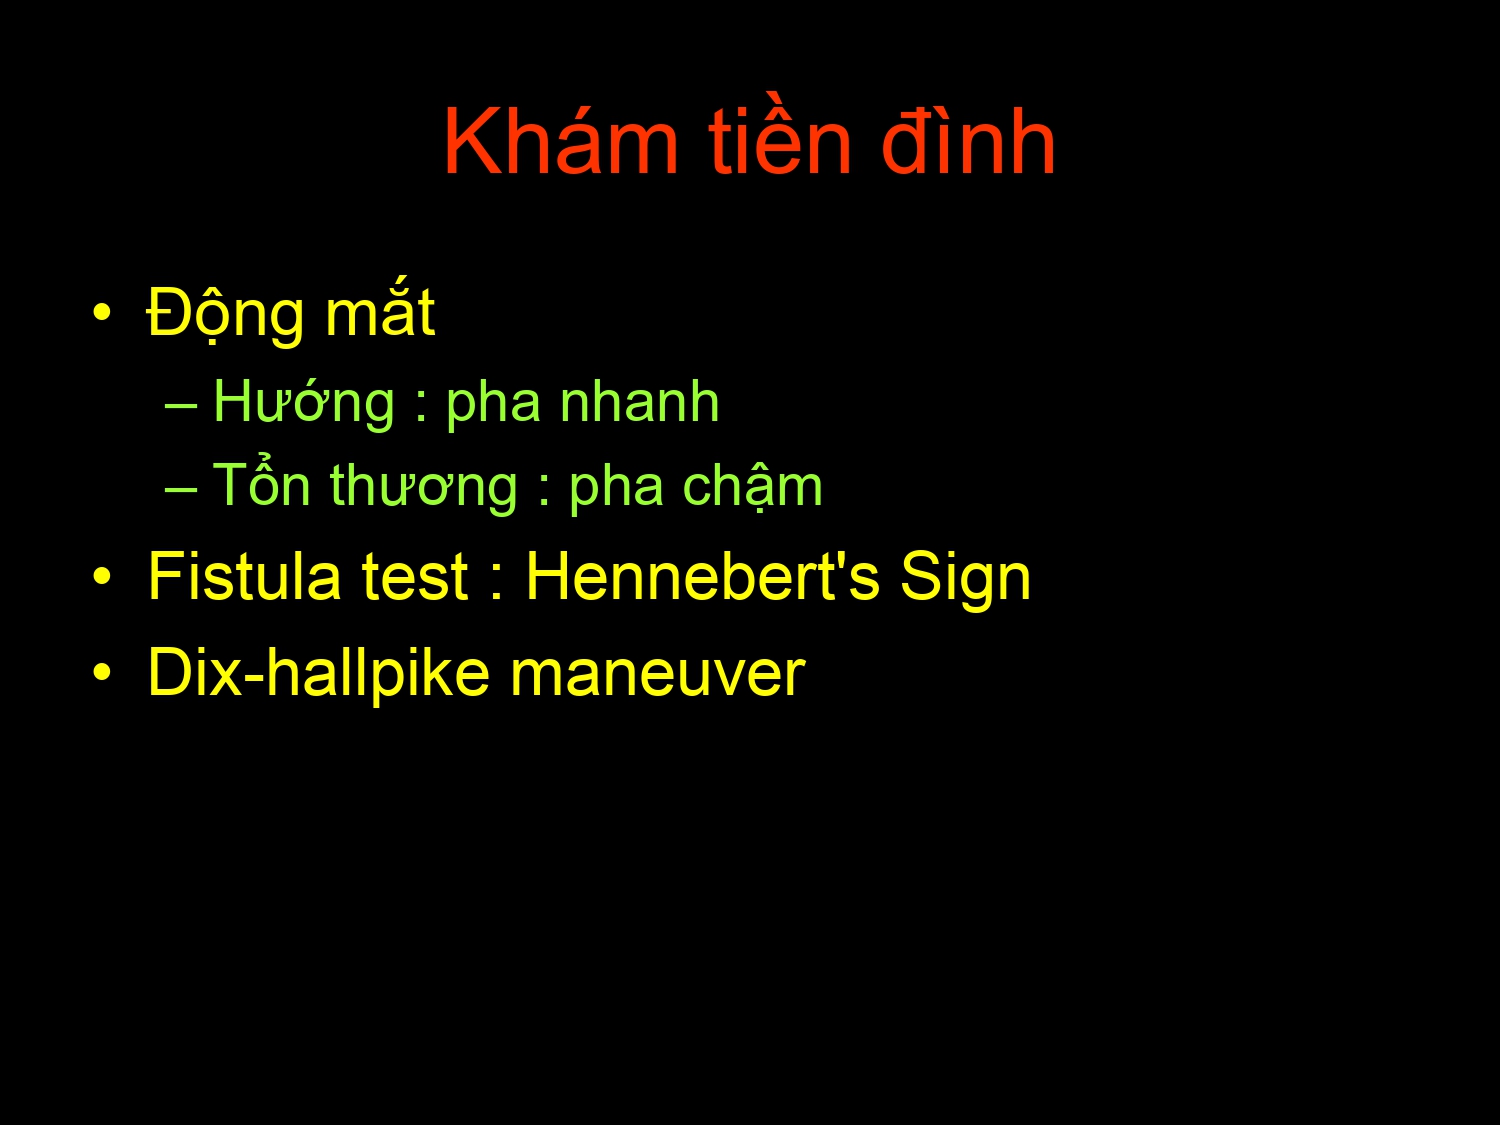 Khám tiền đình
• Động mắt
– Hướng : pha nhanh
– Tổn thương : pha chậm
• Fistula test : Hennebert's Sign
• Dix-hallpike maneuver